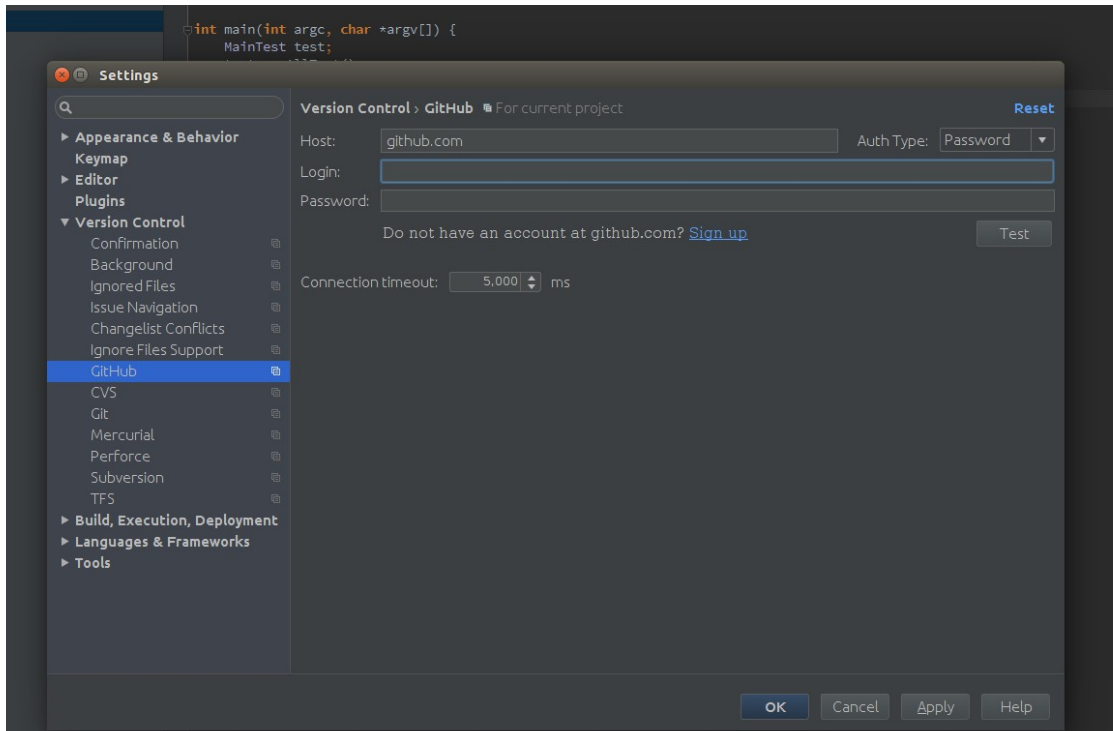 int main(int argc, char *argv[]) {
MainTest test;
Settings
Version Control › GitHub For current project Reset
Appearance & Behavior
Keymap
Editor
Plugins
Version Control
Confirmation
Background
Ignored Files
Issue Navigation
Changelist Conflicts
Ignore Files Support
GitHub
CVS
Git
Mercurial
Perforce
Subversion
TFS
Build, Execution, Deployment
Languages & Frameworks
Tools
Host: github.com Auth Type: Password
Login:
Password:
Do not have an account at github.com? Sign up Test
Connection timeout: 5,000 ms
OK Cancel Apply Help